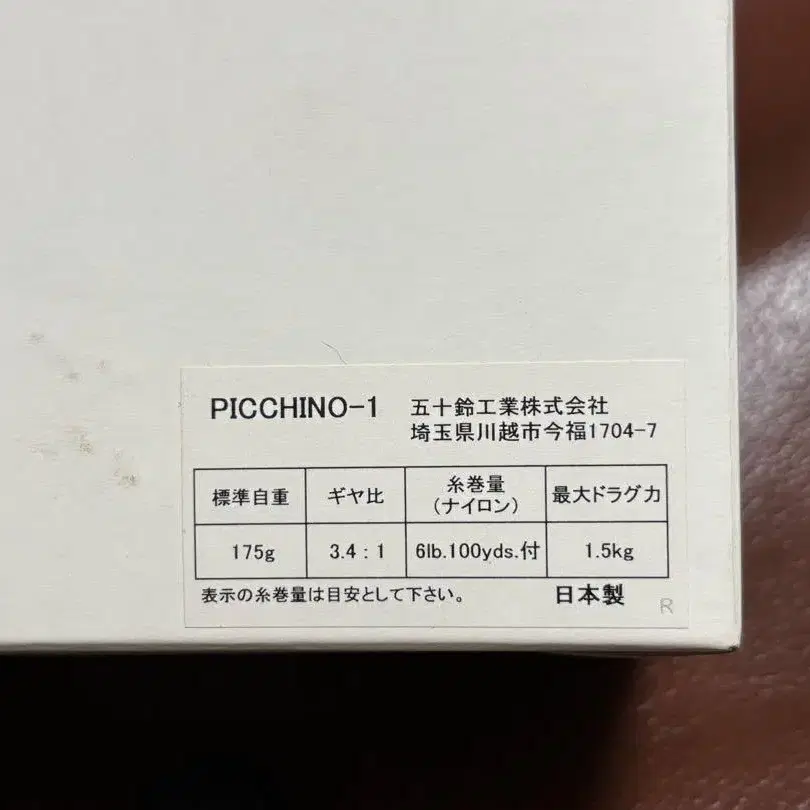 PICCHINO-1 五十鈴工業株式会社
埼玉県川越市今福1704-7
標準自重 ギヤ比 糸巻量 (ナイロン) 最大ドラグ力
175g 3.4：1 6lb.100yds.付 1.5kg
表示の糸巻量は目安として下さい。 日本製 R